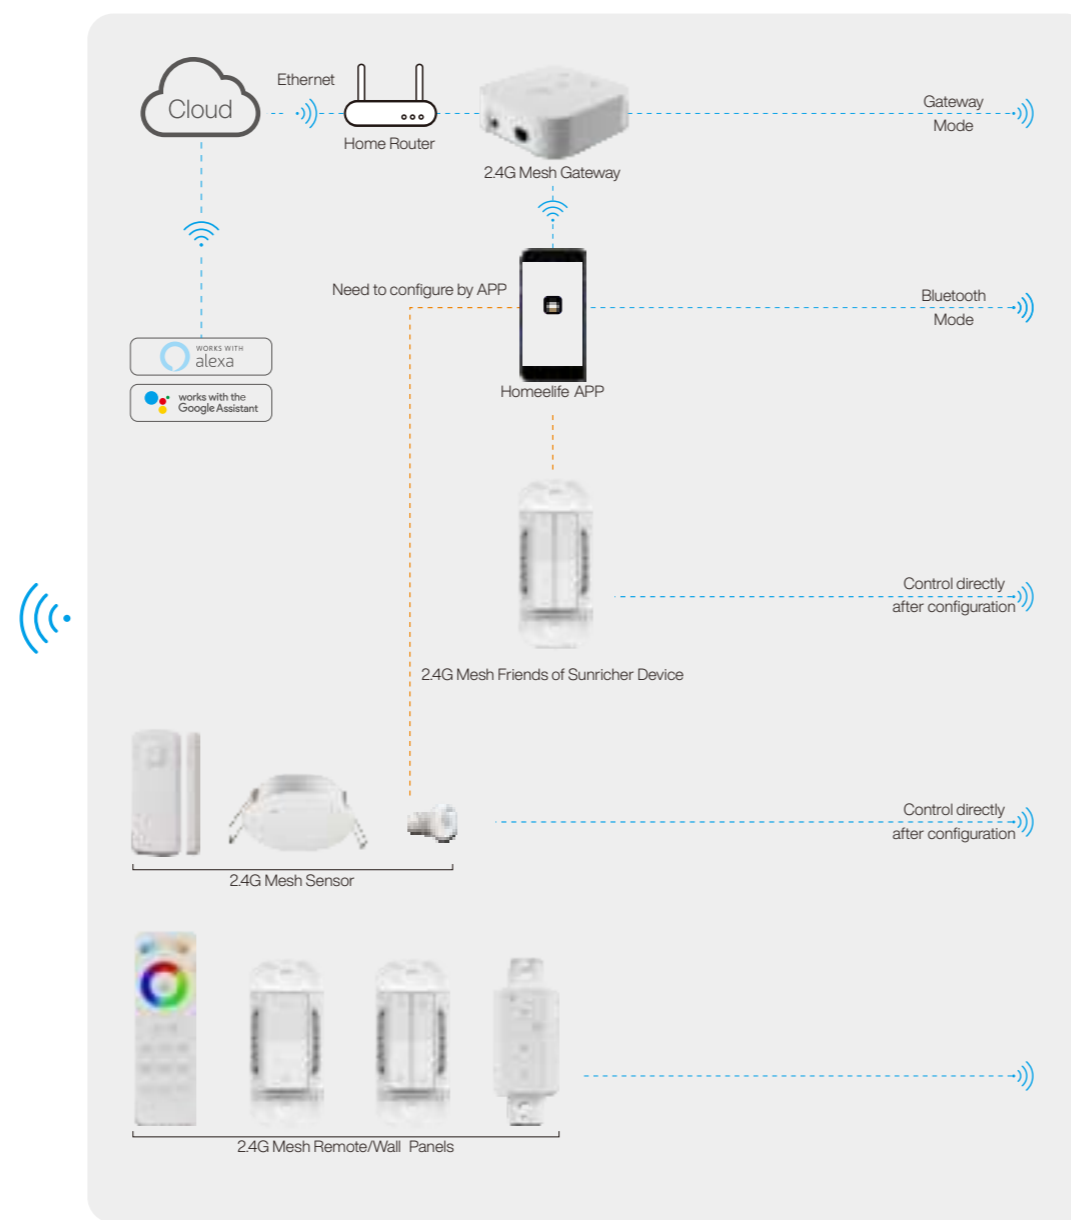 Cloud
Ethernet
Home Router
2.4G Mesh Gateway
Gateway
Mode
Need to configure by APP
Bluetooth
Mode
WORKS WITH
alexa
works with the
Google Assistant
Homeelife APP
Control directly
after configuration
2.4G Mesh Friends of Sunricher Device
Control directly
after configuration
2.4G Mesh Sensor
2.4G Mesh Remote/Wall Panels